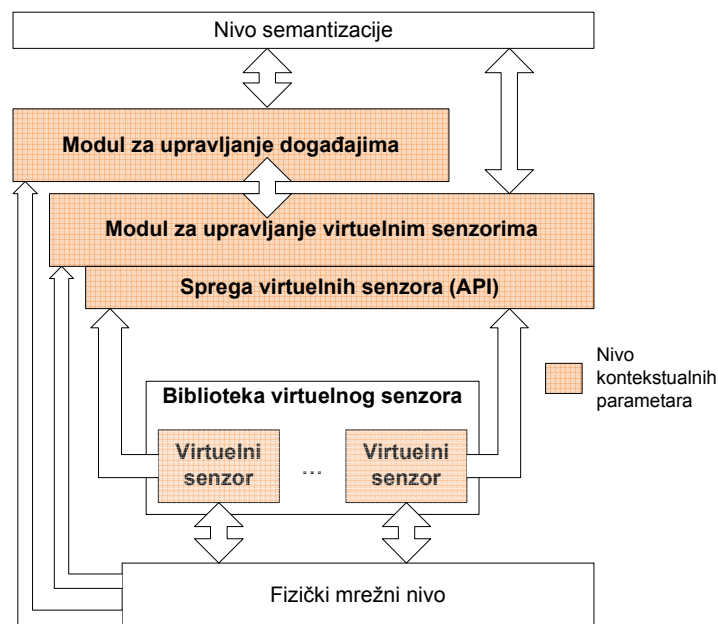 Nivo semantizacije
Modul za upravljanje događajima
Modul za upravljanje virtuelnim senzorima
Sprega virtuelnih senzora (API)
Nivo
kontekstualnih
parametara
Biblioteka virtuelnog senzora
Virtuelni
senzor
...
Virtuelni
senzor
Fizički mrežni nivo